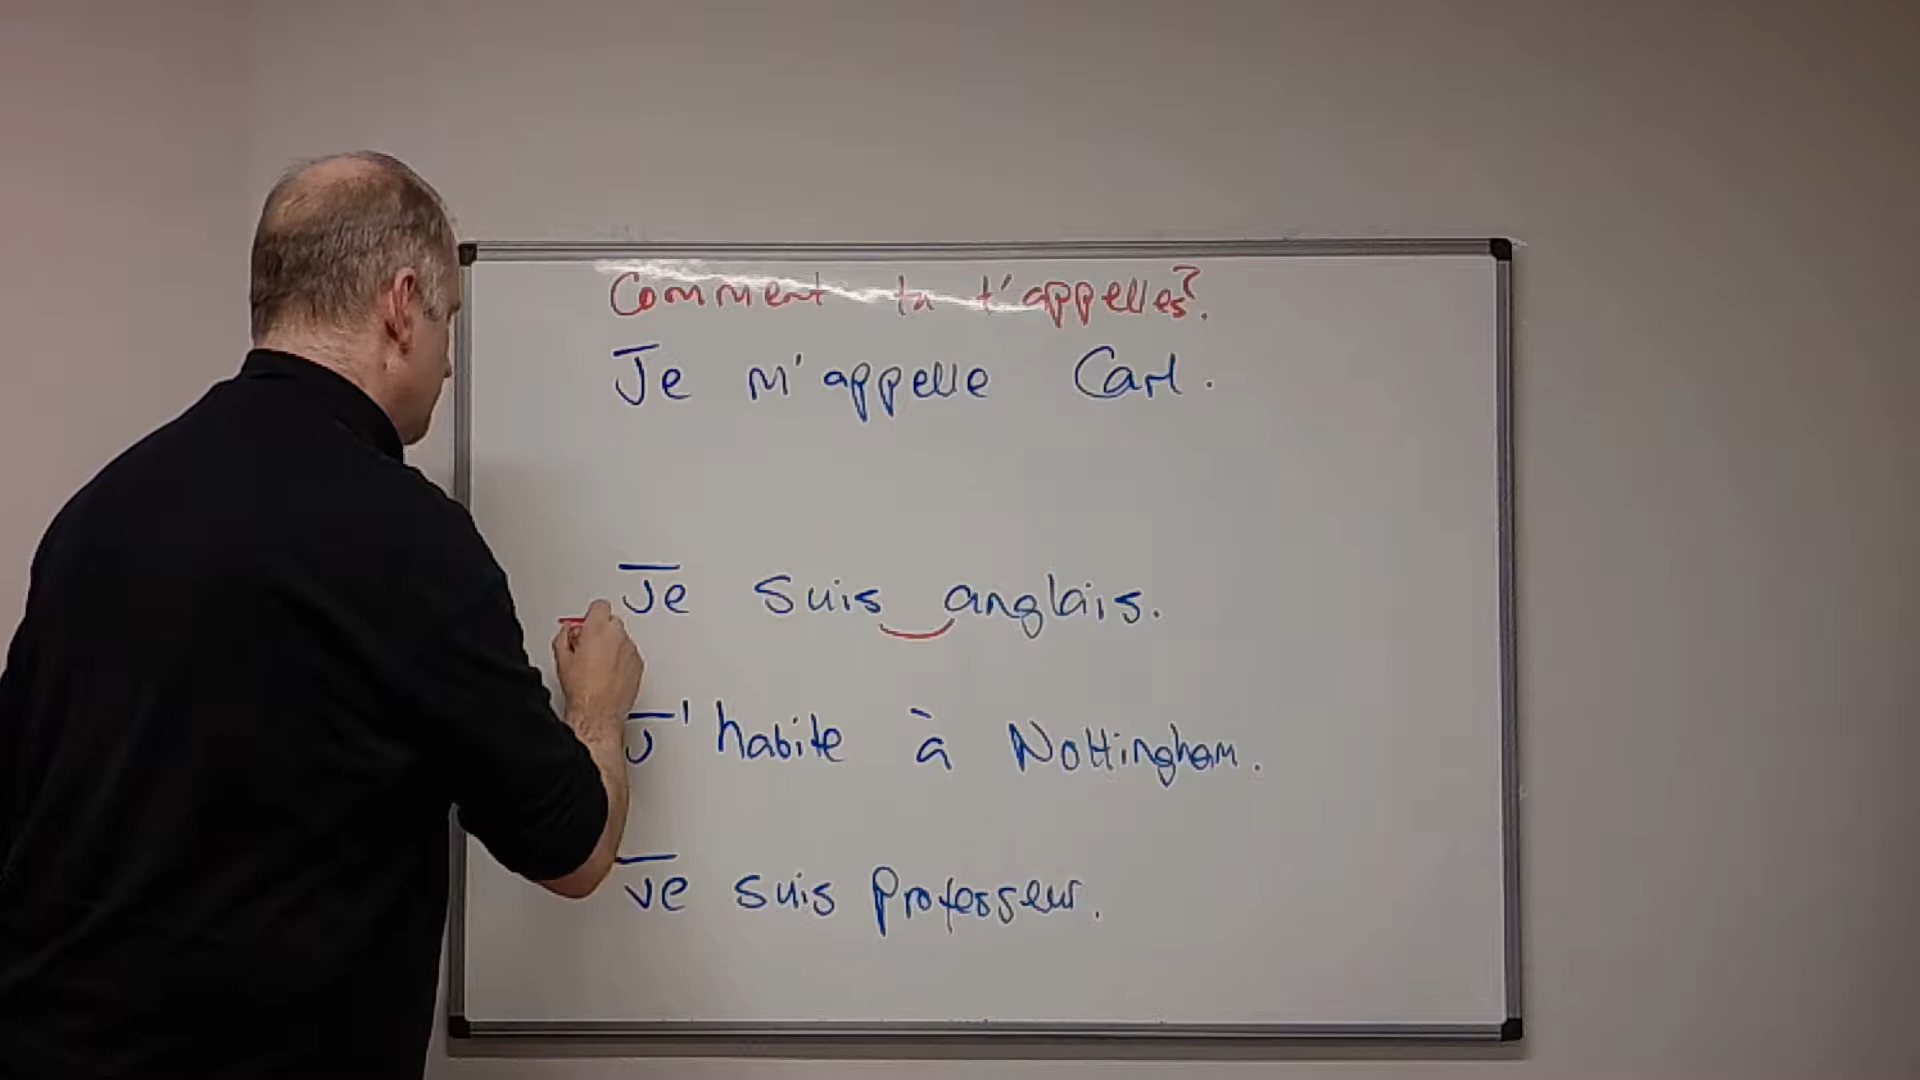 Comment tu t'appelles?
Je m'appelle Carl.
Je suis anglais.
J'habite à Nottingham.
Je suis professeur.